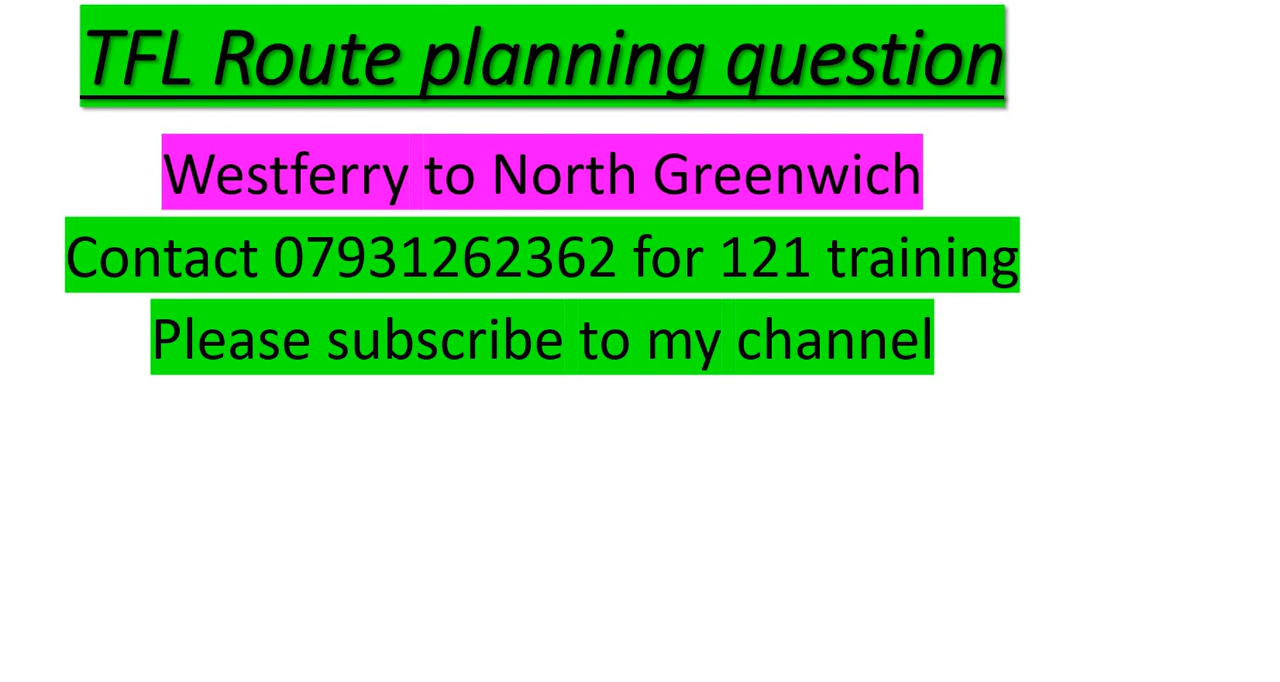 TFL Route planning question
Westferry to North Greenwich
Contact 07931262362 for 121 training
Please subscribe to my channel